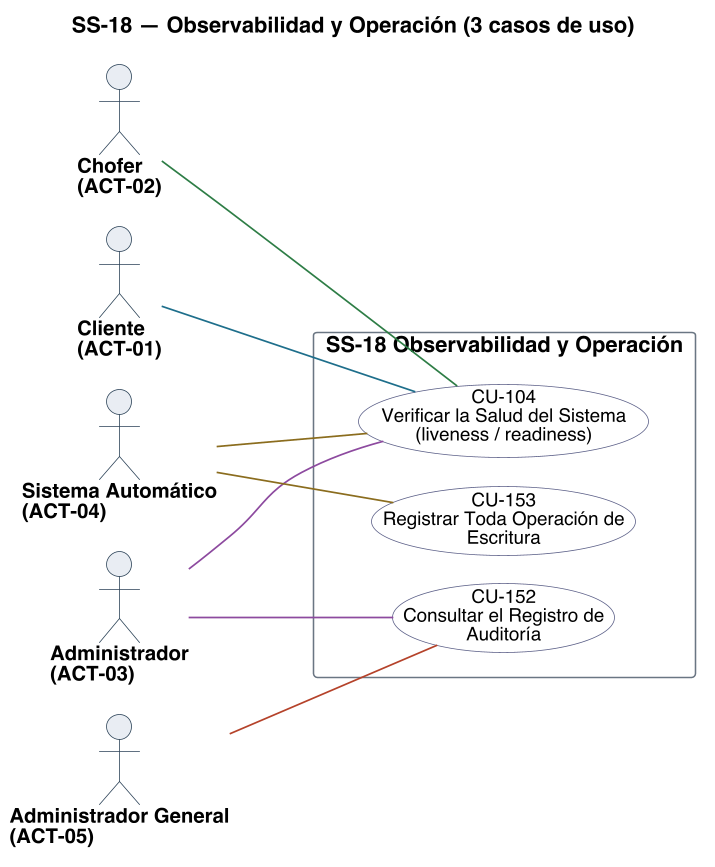 SS-18 — Observabilidad y Operación (3 casos de uso)
Chofer
(ACT-02)
Cliente
(ACT-01)
SS-18 Observabilidad y Operación
CU-104
Verificar la Salud del Sistema
(liveness / readiness)
Sistema Automático
(ACT-04)
CU-153
Registrar Toda Operación de
Escritura
CU-152
Consultar el Registro de
Auditoría
Administrador
(ACT-03)
Administrador General
(ACT-05)